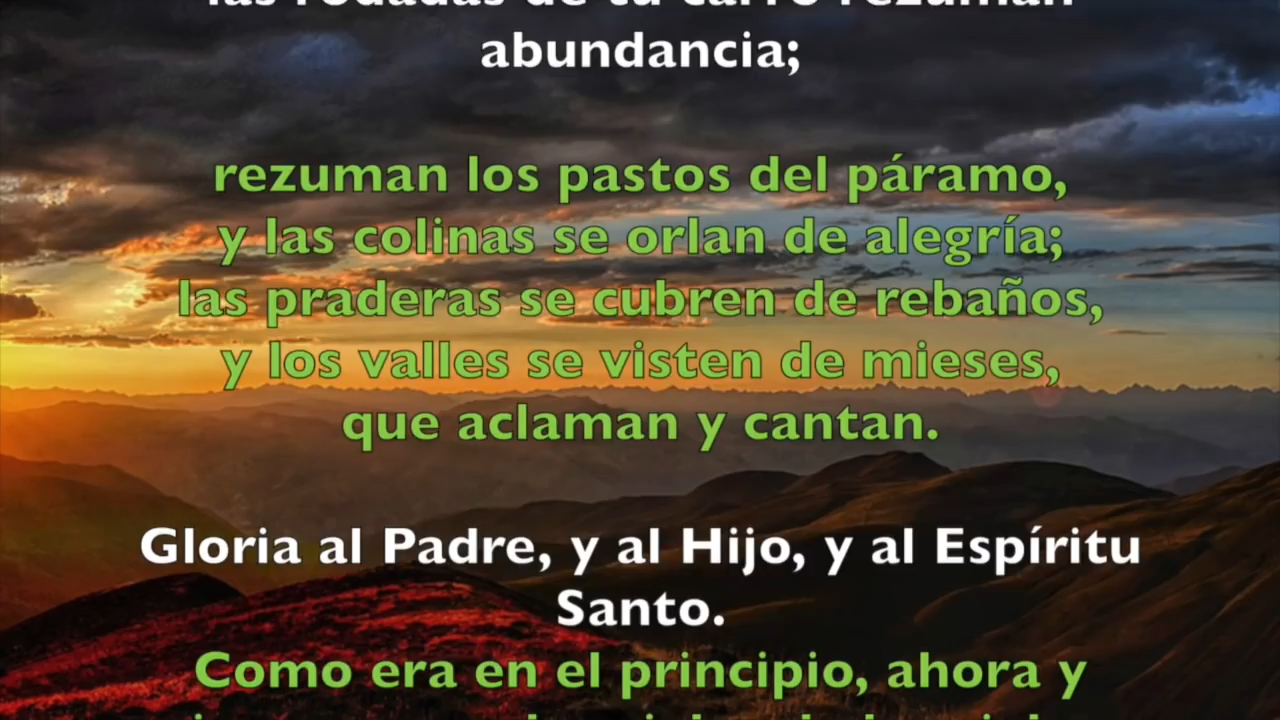 las rodadas de tu carro rezuman
abundancia;
rezuman los pastos del páramo,
y las colinas se orlan de alegría;
las praderas se cubren de rebaños,
y los valles se visten de mieses,
que aclaman y cantan.
Gloria al Padre, y al Hijo, y al Espíritu
Santo.
Como era en el principio, ahora y